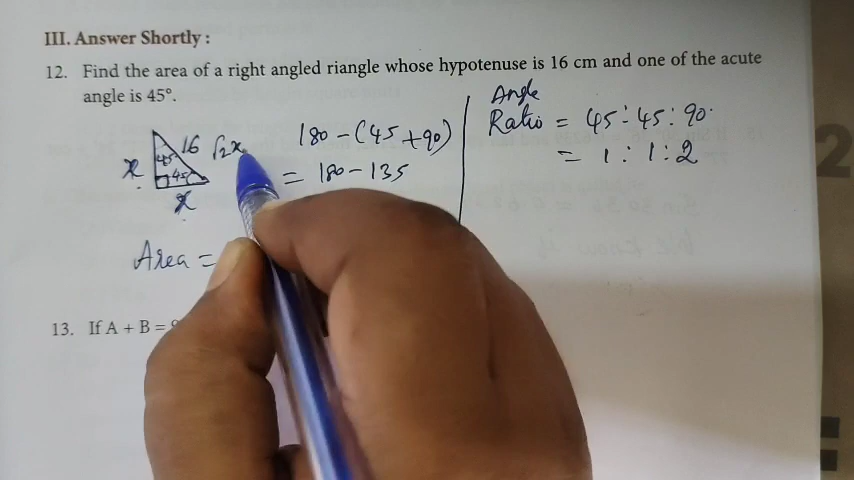 III. Answer Shortly :
12. Find the area of a right angled riangle whose hypotenuse is 16 cm and one of the acute
angle is 45°.
Angle
Ratio = 45 : 45 : 90
= 1 : 1 : 2
180 - (45 + 90)
= 180 - 135
16 √2x
x
45
45
x
Area =
13. If A + B =
2